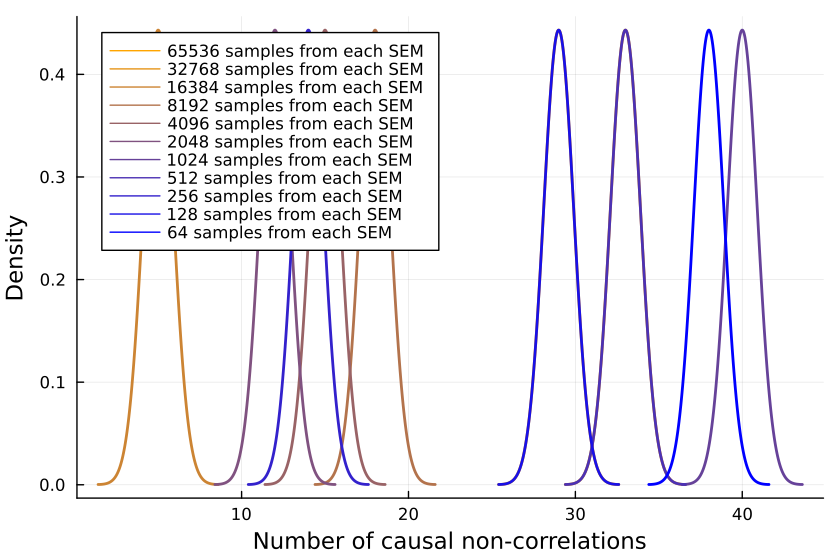 65536 samples from each SEM
32768 samples from each SEM
16384 samples from each SEM
8192 samples from each SEM
4096 samples from each SEM
2048 samples from each SEM
1024 samples from each SEM
512 samples from each SEM
256 samples from each SEM
128 samples from each SEM
64 samples from each SEM
0.4
0.3
0.2
0.1
0.0
Density
10 20 30 40
Number of causal non-correlations